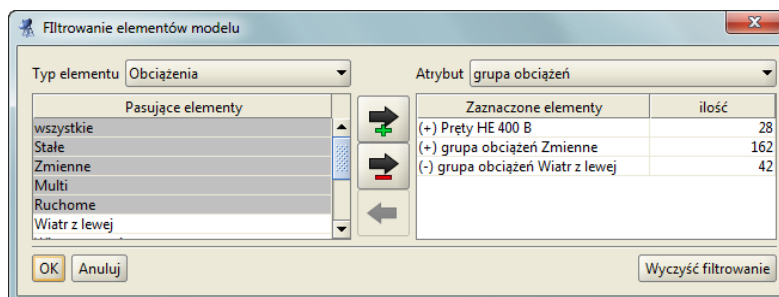 FIltrowanie elementów modelu
Typ elementu Obciążenia Atrybut grupa obciążeń
Pasujące elementy Zaznaczone elementy ilość
wszystkie (+) Pręty HE 400 B 28
Stałe (+) grupa obciążeń Zmienne 162
Zmienne (-) grupa obciążeń Wiatr z lewej 42
Multi
Ruchome
Wiatr z lewej
OK Anuluj Wyczyść filtrowanie